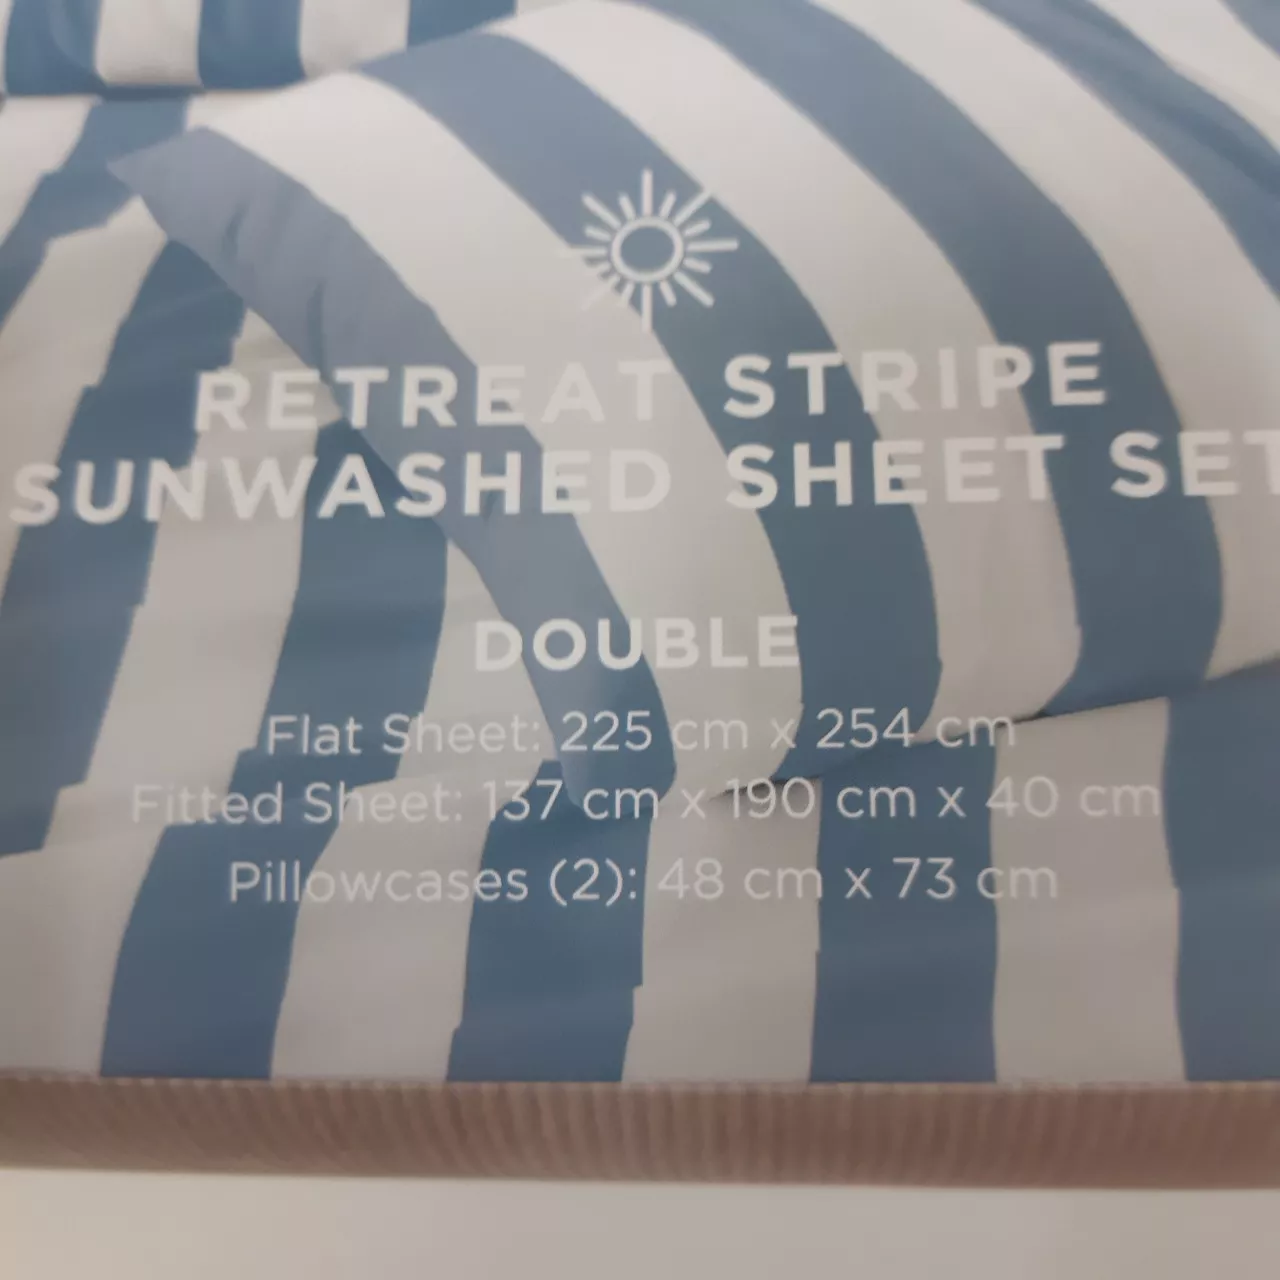 RETREAT STRIPE
SUNWASHED SHEET SET
DOUBLE
Flat Sheet: 225 cm x 254 cm
Fitted Sheet: 137 cm x 190 cm x 40 cm
Pillowcases (2): 48 cm x 73 cm